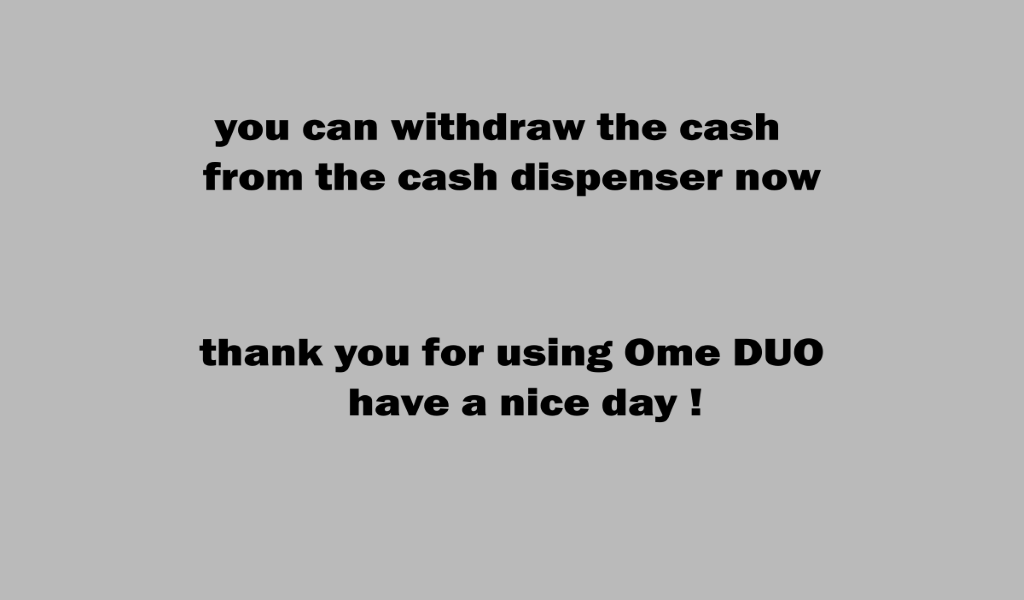 you can withdraw the cash
from the cash dispenser now
thank you for using Ome DUO
have a nice day !